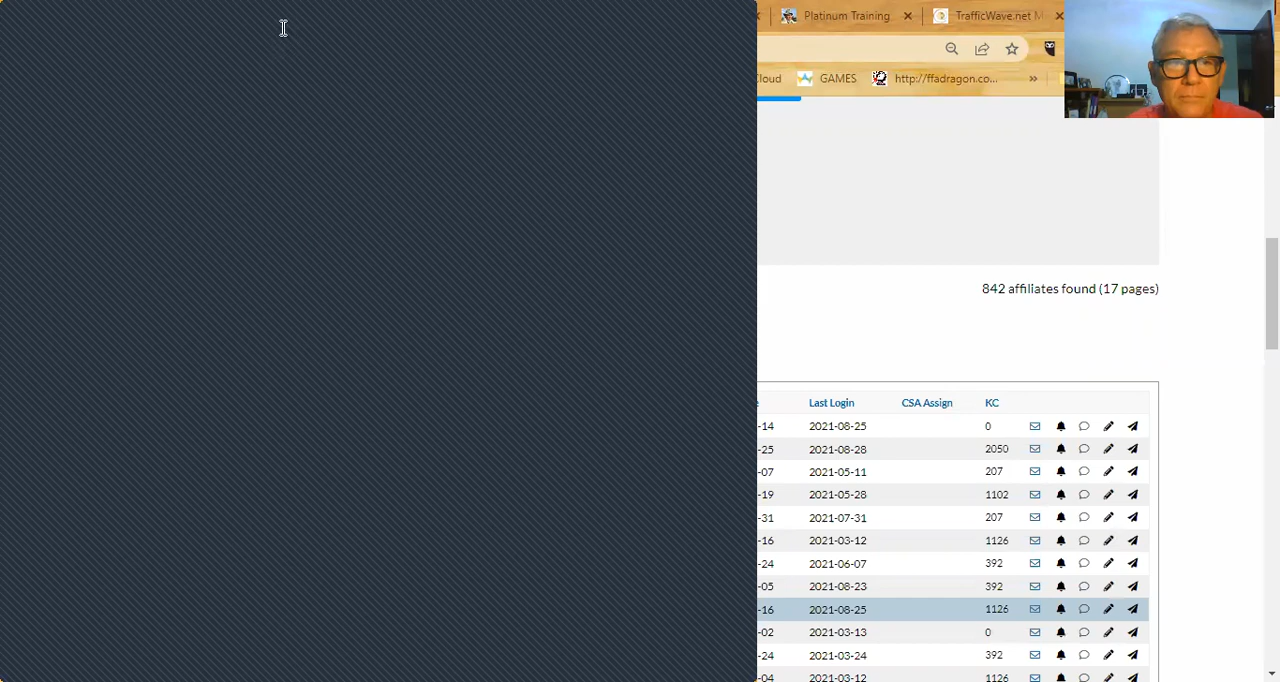 Platinum Training
TrafficWave.net M
Cloud GAMES http://ffadragon.co... »
842 affiliates found (17 pages)
Last Login CSA Assign KC
-14 2021-08-25 0
-25 2021-08-28 2050
-07 2021-05-11 207
-19 2021-05-28 1102
-31 2021-07-31 207
-16 2021-03-12 1126
-24 2021-06-07 392
-05 2021-08-23 392
-16 2021-08-25 1126
-02 2021-03-13 0
-24 2021-03-24 392
-04 2021-03-12 1126